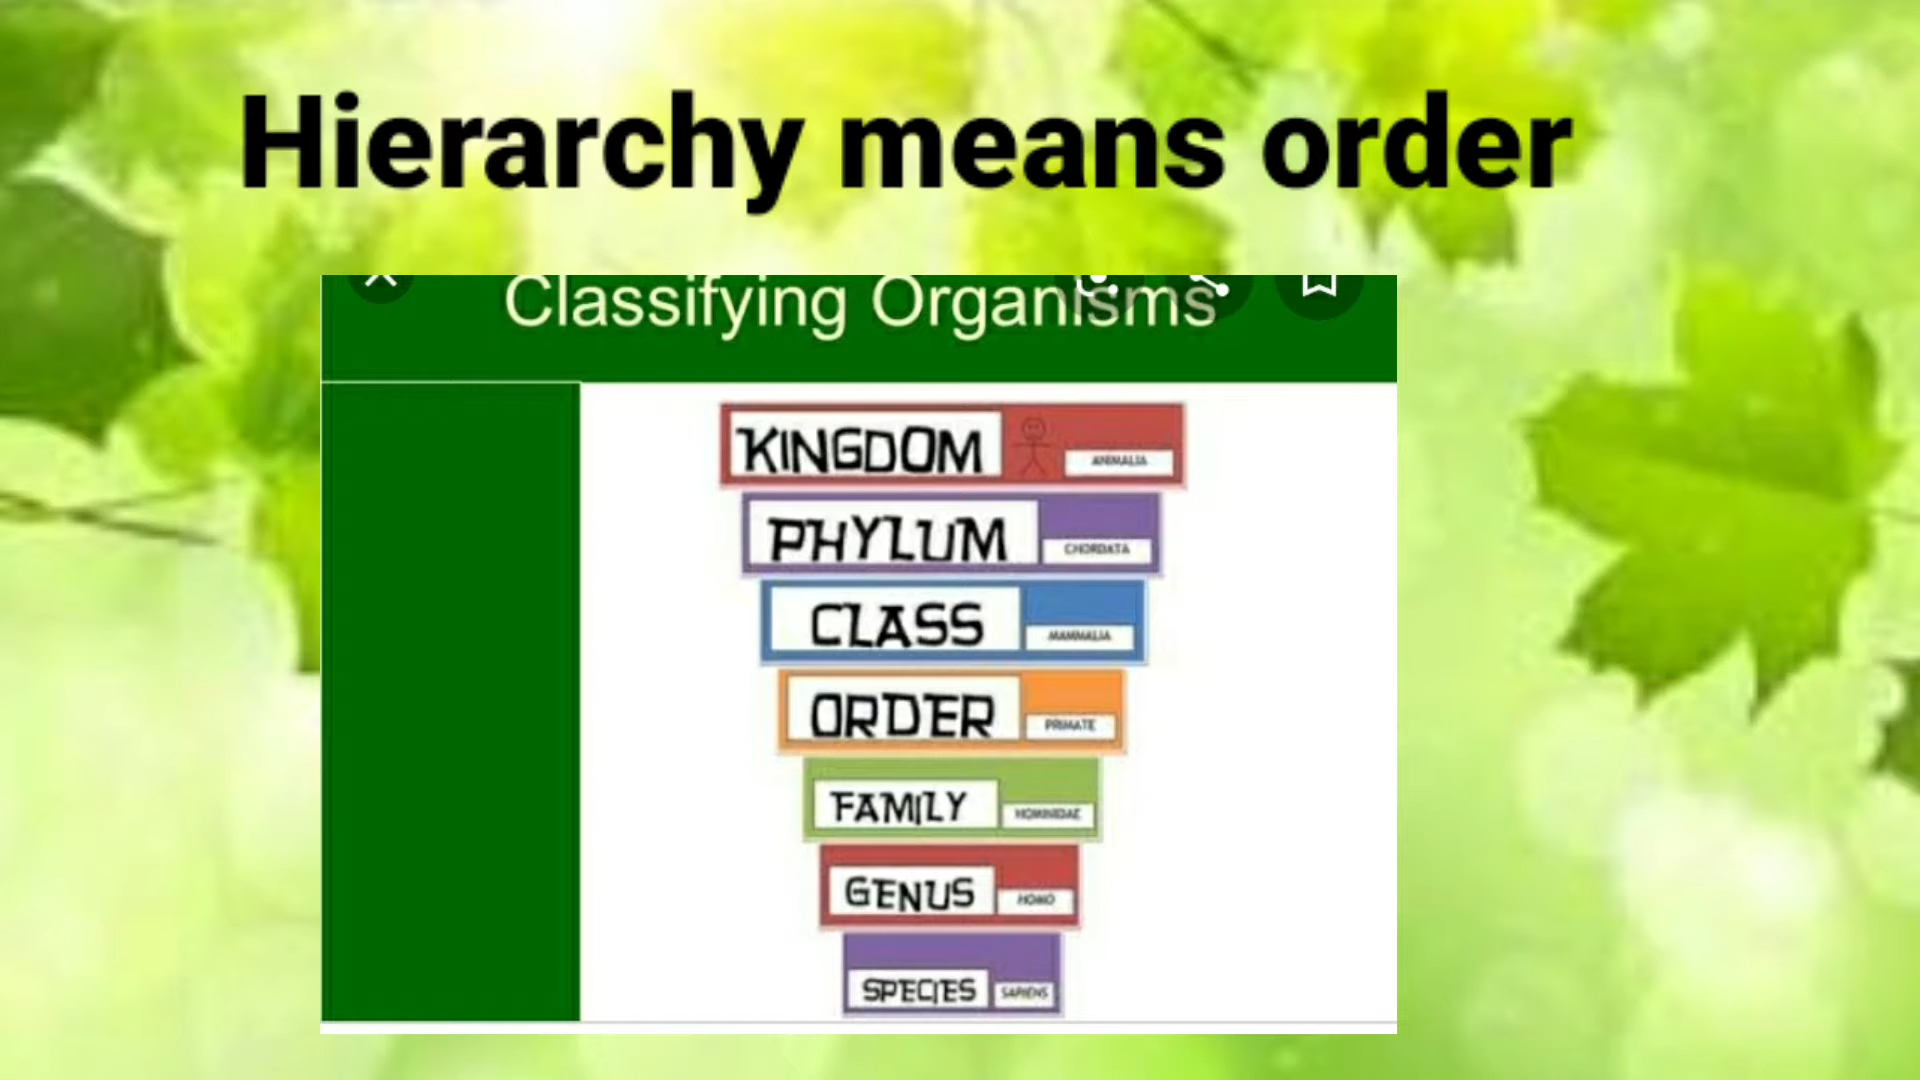 Hierarchy means order
Classifying Organisms
KINGDOM ANIMALIA
PHYLUM CHORDATA
CLASS MAMMALIA
ORDER PRIMATE
FAMILY HOMINIDAE
GENUS HOMO
SPECIES SAPIENS